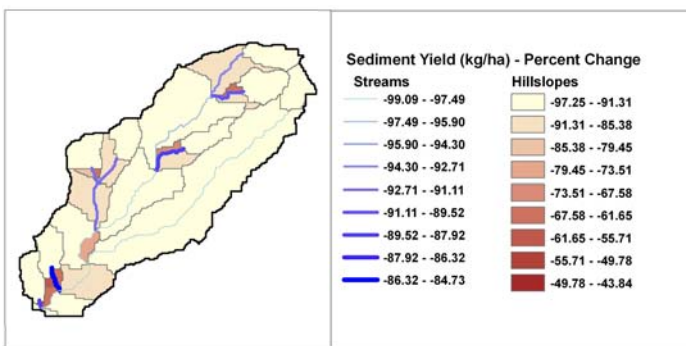 Sediment Yield (kg/ha) - Percent Change
Streams
-99.09 - -97.49
-97.49 - -95.90
-95.90 - -94.30
-94.30 - -92.71
-92.71 - -91.11
-91.11 - -89.52
-89.52 - -87.92
-87.92 - -86.32
-86.32 - -84.73
Hillslopes
-97.25 - -91.31
-91.31 - -85.38
-85.38 - -79.45
-79.45 - -73.51
-73.51 - -67.58
-67.58 - -61.65
-61.65 - -55.71
-55.71 - -49.78
-49.78 - -43.84